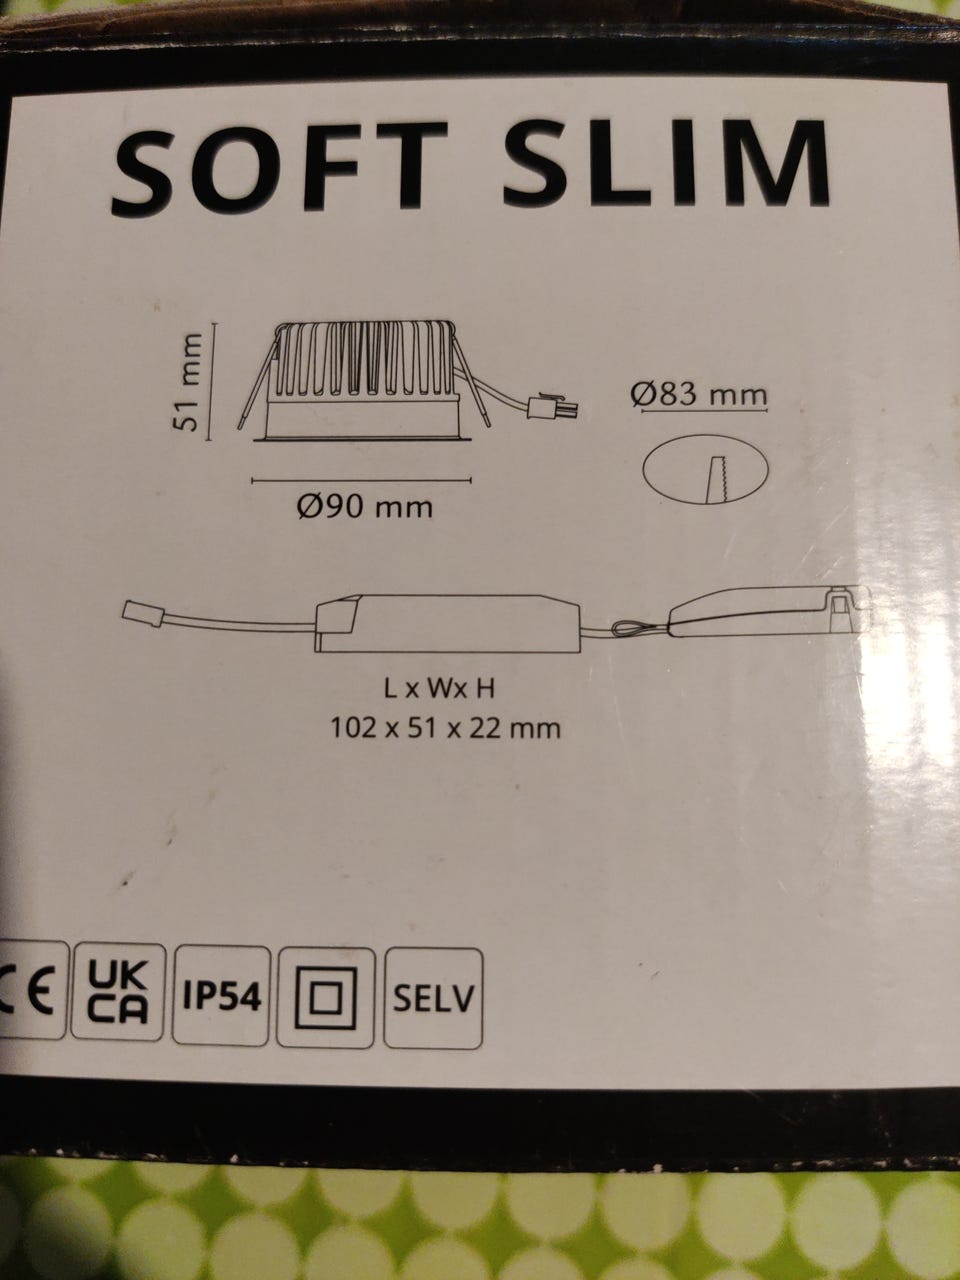 SOFT SLIM
51 mm
Ø83 mm
Ø90 mm
L x Wx H
102 x 51 x 22 mm
CE
UK
CA
IP54
SELV